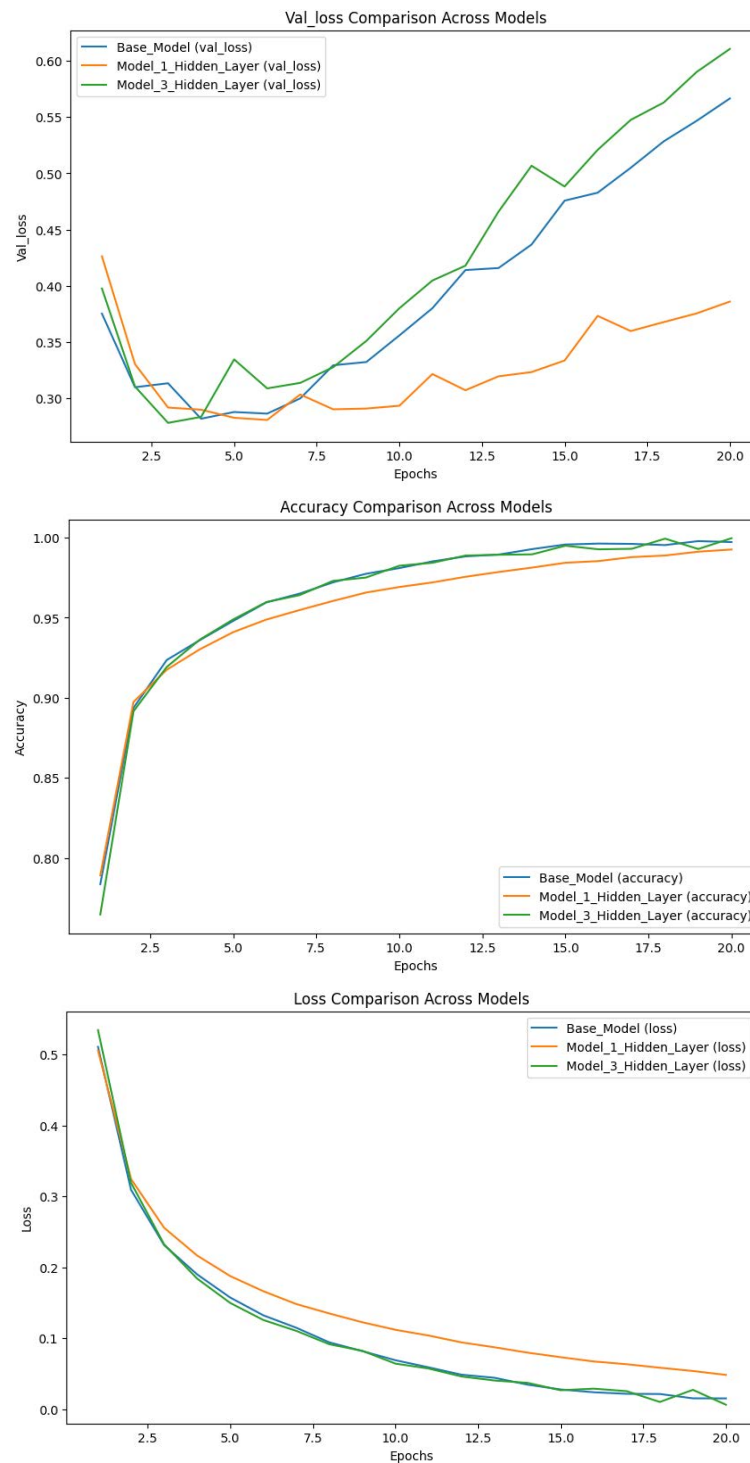 Val_loss Comparison Across Models
Base_Model (val_loss)
Model_1_Hidden_Layer (val_loss)
Model_3_Hidden_Layer (val_loss)
0.60
0.55
0.50
0.45
0.40
0.35
0.30
Val_loss
2.5 5.0 7.5 10.0 12.5 15.0 17.5 20.0
Epochs
Accuracy Comparison Across Models
1.00
0.95
0.90
0.85
0.80
Accuracy
Base_Model (accuracy)
Model_1_Hidden_Layer (accuracy)
Model_3_Hidden_Layer (accuracy)
2.5 5.0 7.5 10.0 12.5 15.0 17.5 20.0
Epochs
Loss Comparison Across Models
Base_Model (loss)
Model_1_Hidden_Layer (loss)
Model_3_Hidden_Layer (loss)
0.5
0.4
0.3
0.2
0.1
0.0
Loss
2.5 5.0 7.5 10.0 12.5 15.0 17.5 20.0
Epochs